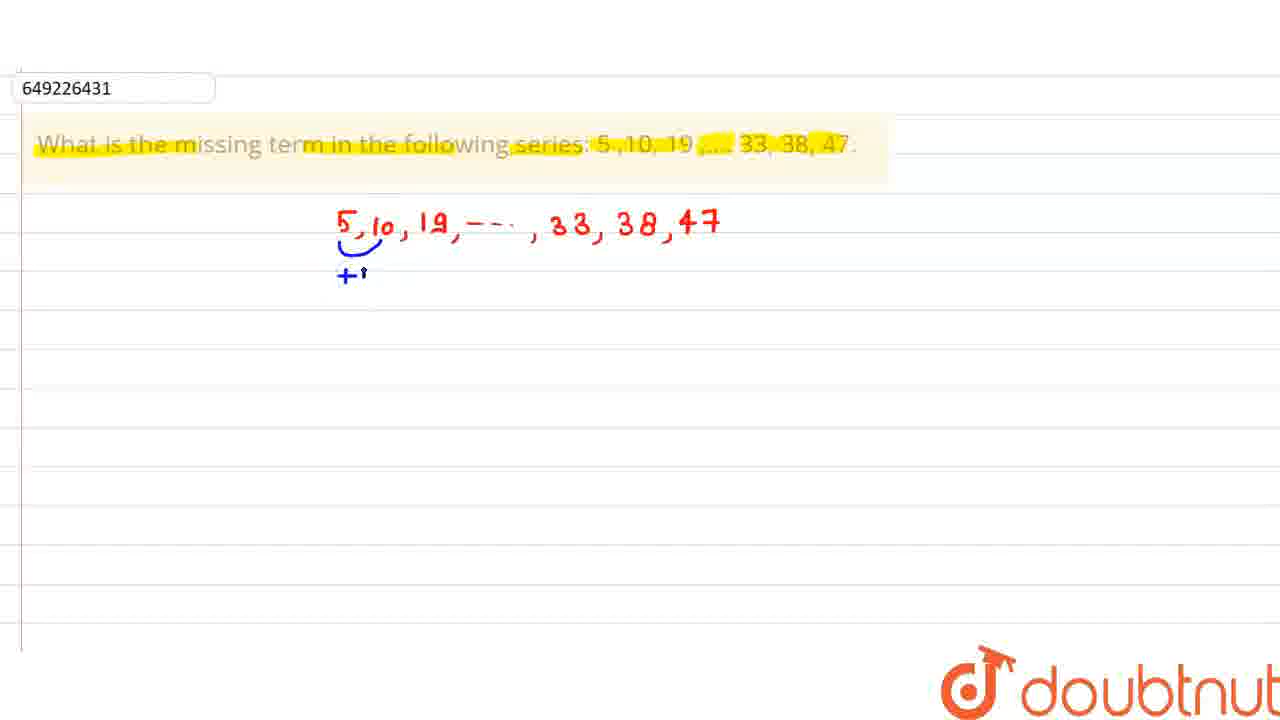 649226431
What is the missing term in the following series: 5 ,10, 19 ,.... 33, 38, 47.
5, 10, 19, ---.. , 33, 38, 47
+
doubtnut